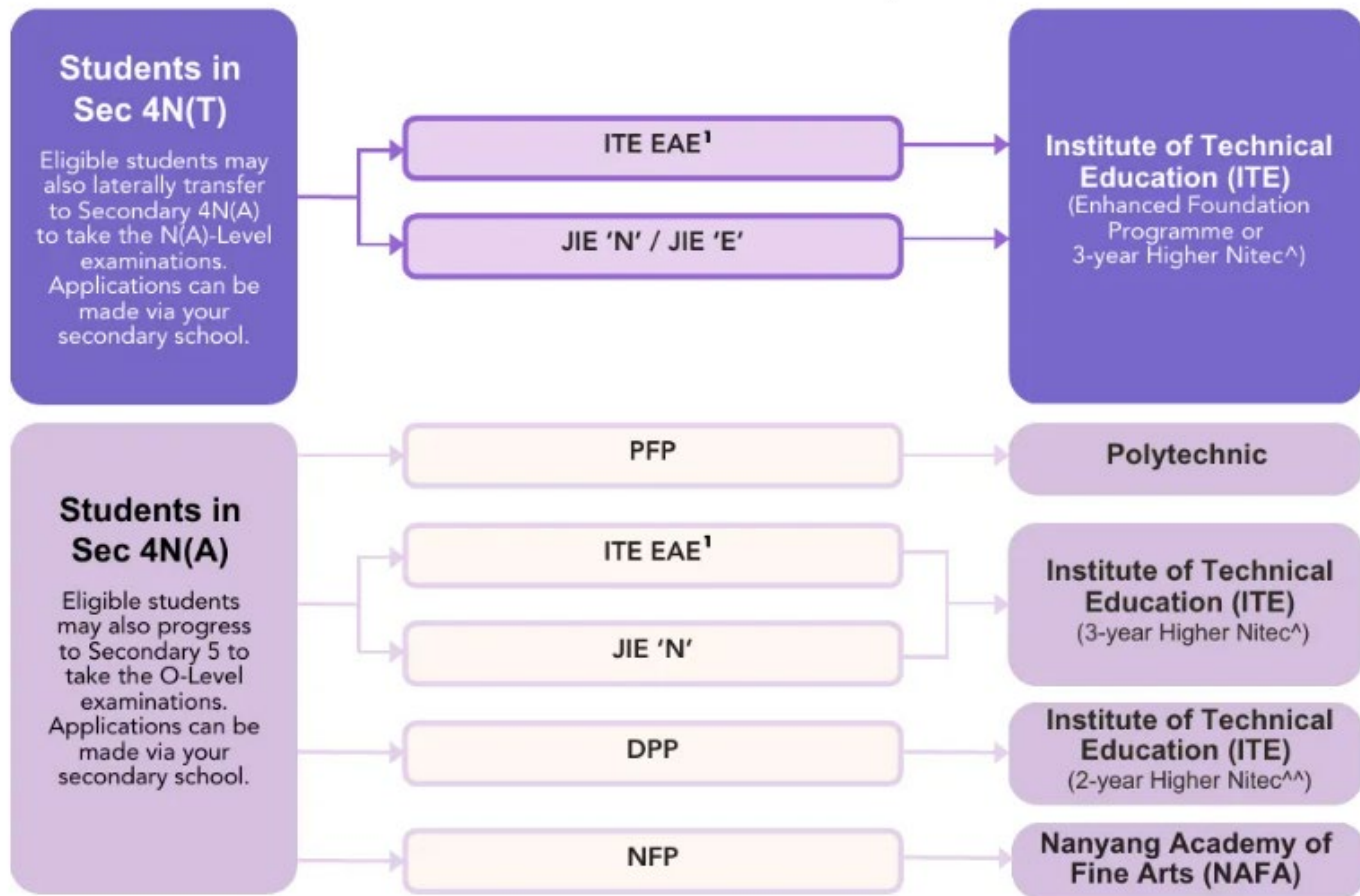 Students in
Sec 4N(T)
Eligible students may
also laterally transfer
to Secondary 4N(A)
to take the N(A)-Level
examinations.
Applications can be
made via your
secondary school.
ITE EAE¹
JIE ‘N’ / JIE ‘E’
Institute of Technical
Education (ITE)
(Enhanced Foundation
Programme or
3-year Higher Nitec^)
Students in
Sec 4N(A)
Eligible students
may also progress
to Secondary 5 to
take the O-Level
examinations.
Applications can be
made via your
secondary school.
PFP
Polytechnic
ITE EAE¹
JIE ‘N’
Institute of Technical
Education (ITE)
(3-year Higher Nitec^)
DPP
Institute of Technical
Education (ITE)
(2-year Higher Nitec^^)
NFP
Nanyang Academy of
Fine Arts (NAFA)